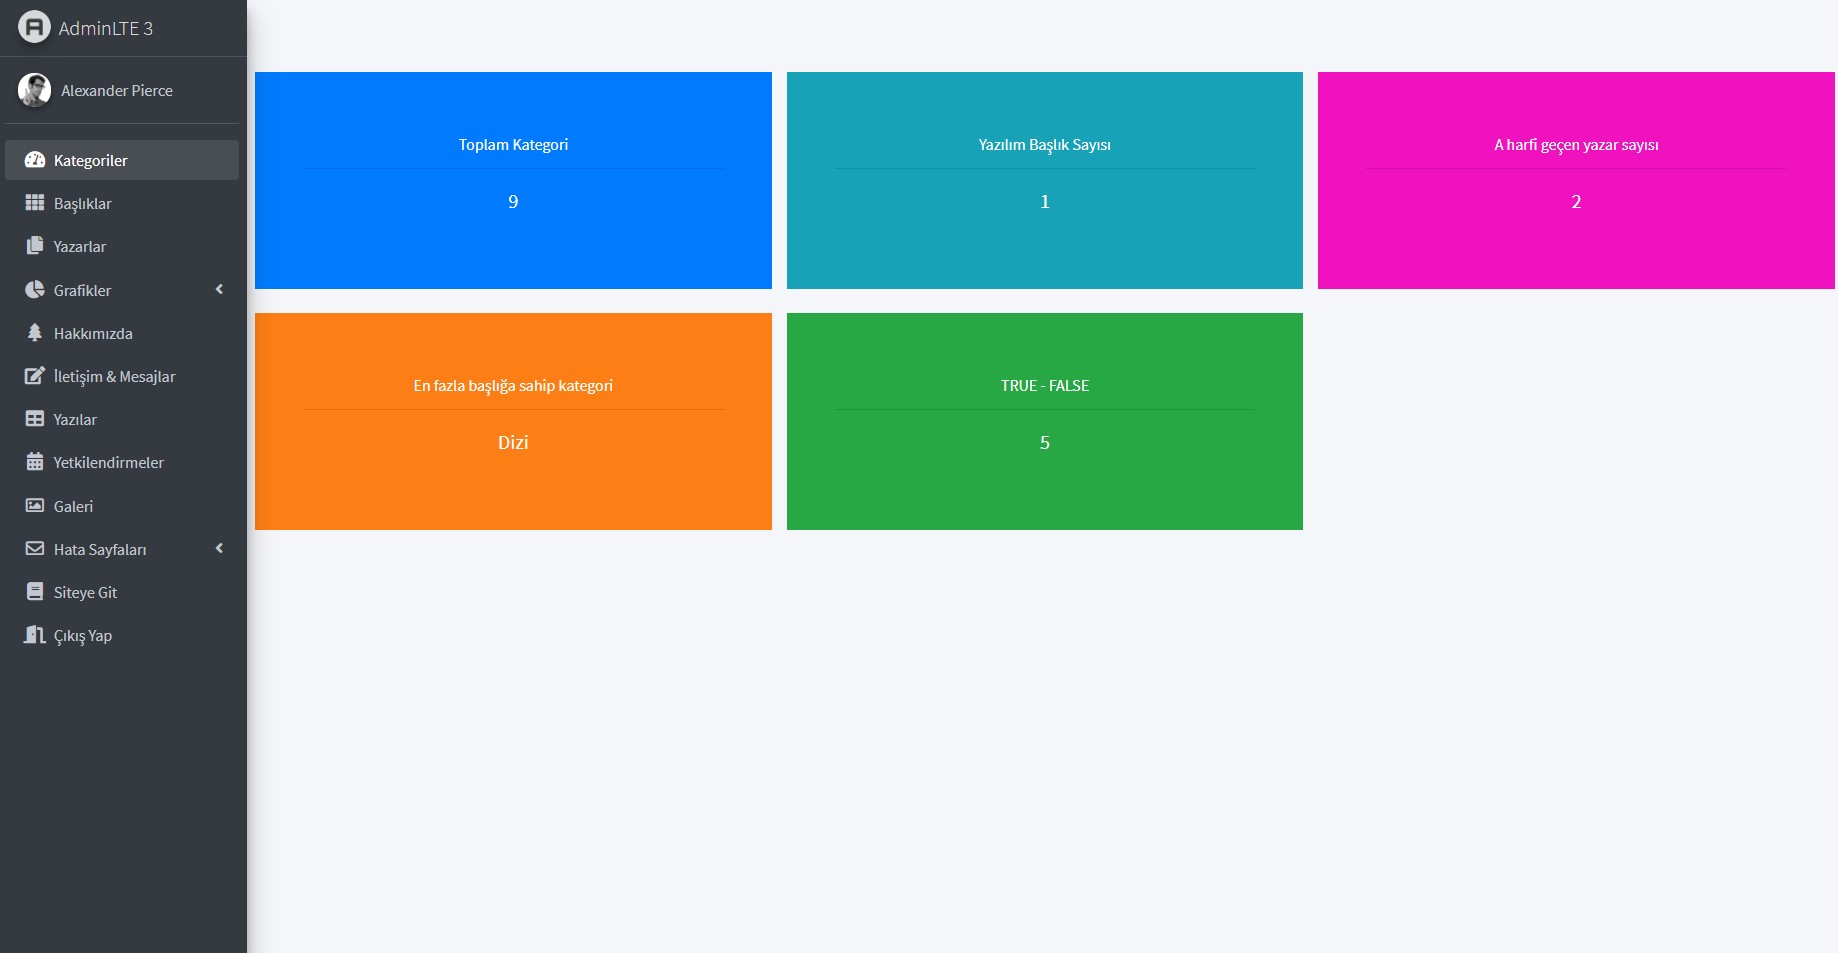 AdminLTE 3
Alexander Pierce
Kategoriler
Başlıklar
Yazarlar
Grafikler
Hakkımızda
İletişim & Mesajlar
Yazılar
Yetkilendirmeler
Galeri
Hata Sayfaları
Siteye Git
Çıkış Yap
Toplam Kategori
9
Yazılım Başlık Sayısı
1
A harfi geçen yazar sayısı
2
En fazla başlığa sahip kategori
Dizi
TRUE - FALSE
5